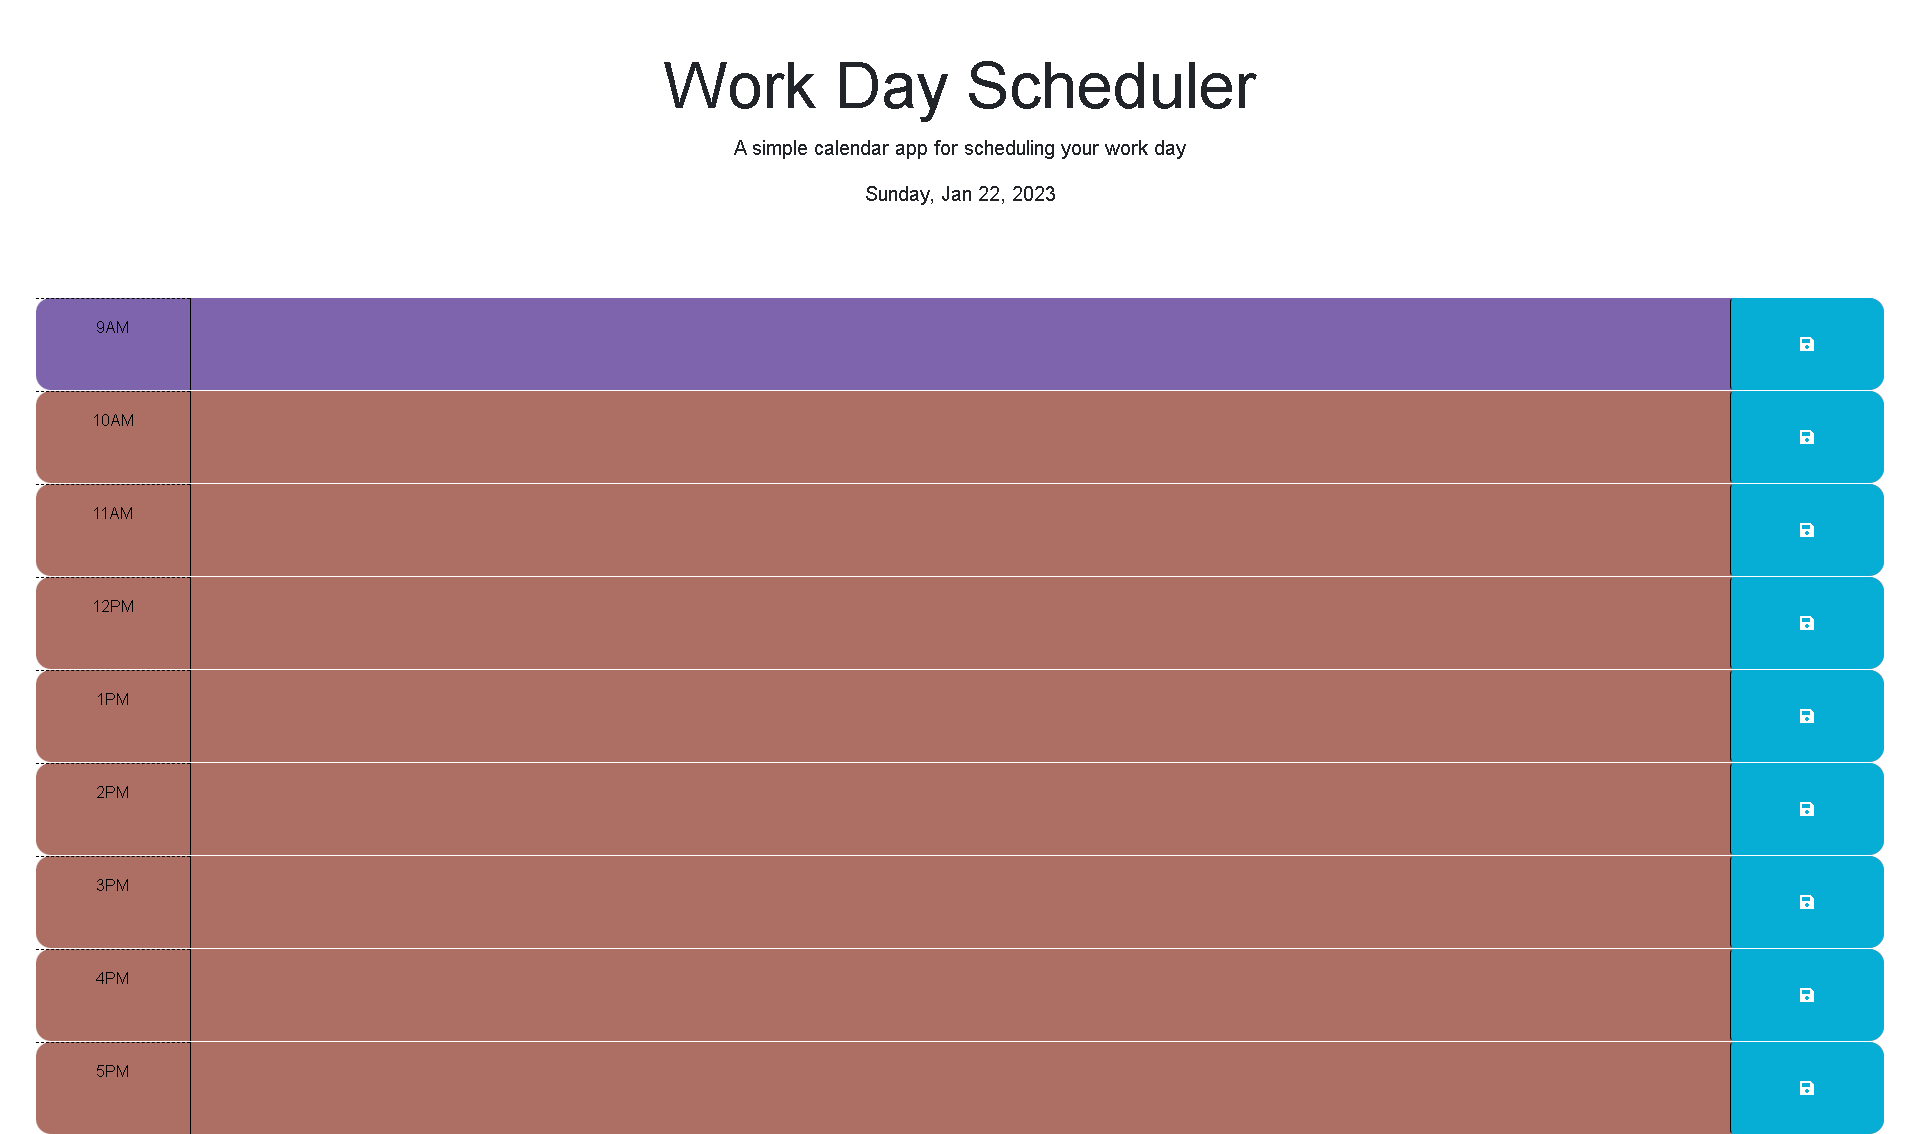 Work Day Scheduler
A simple calendar app for scheduling your work day
Sunday, Jan 22, 2023
9AM
10AM
11AM
12PM
1PM
2PM
3PM
4PM
5PM